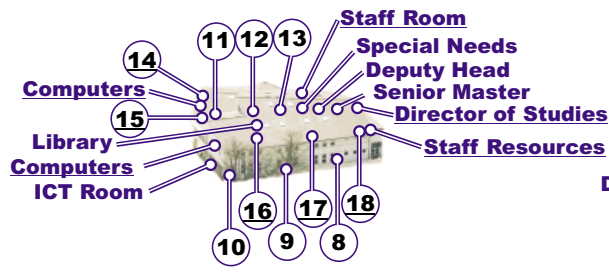 Staff Room
11 12 13
Special Needs
14
Deputy Head
Computers
Senior Master
Director of Studies
15
Library
Staff Resources
Computers
ICT Room
D
16 17 18
10 9 8